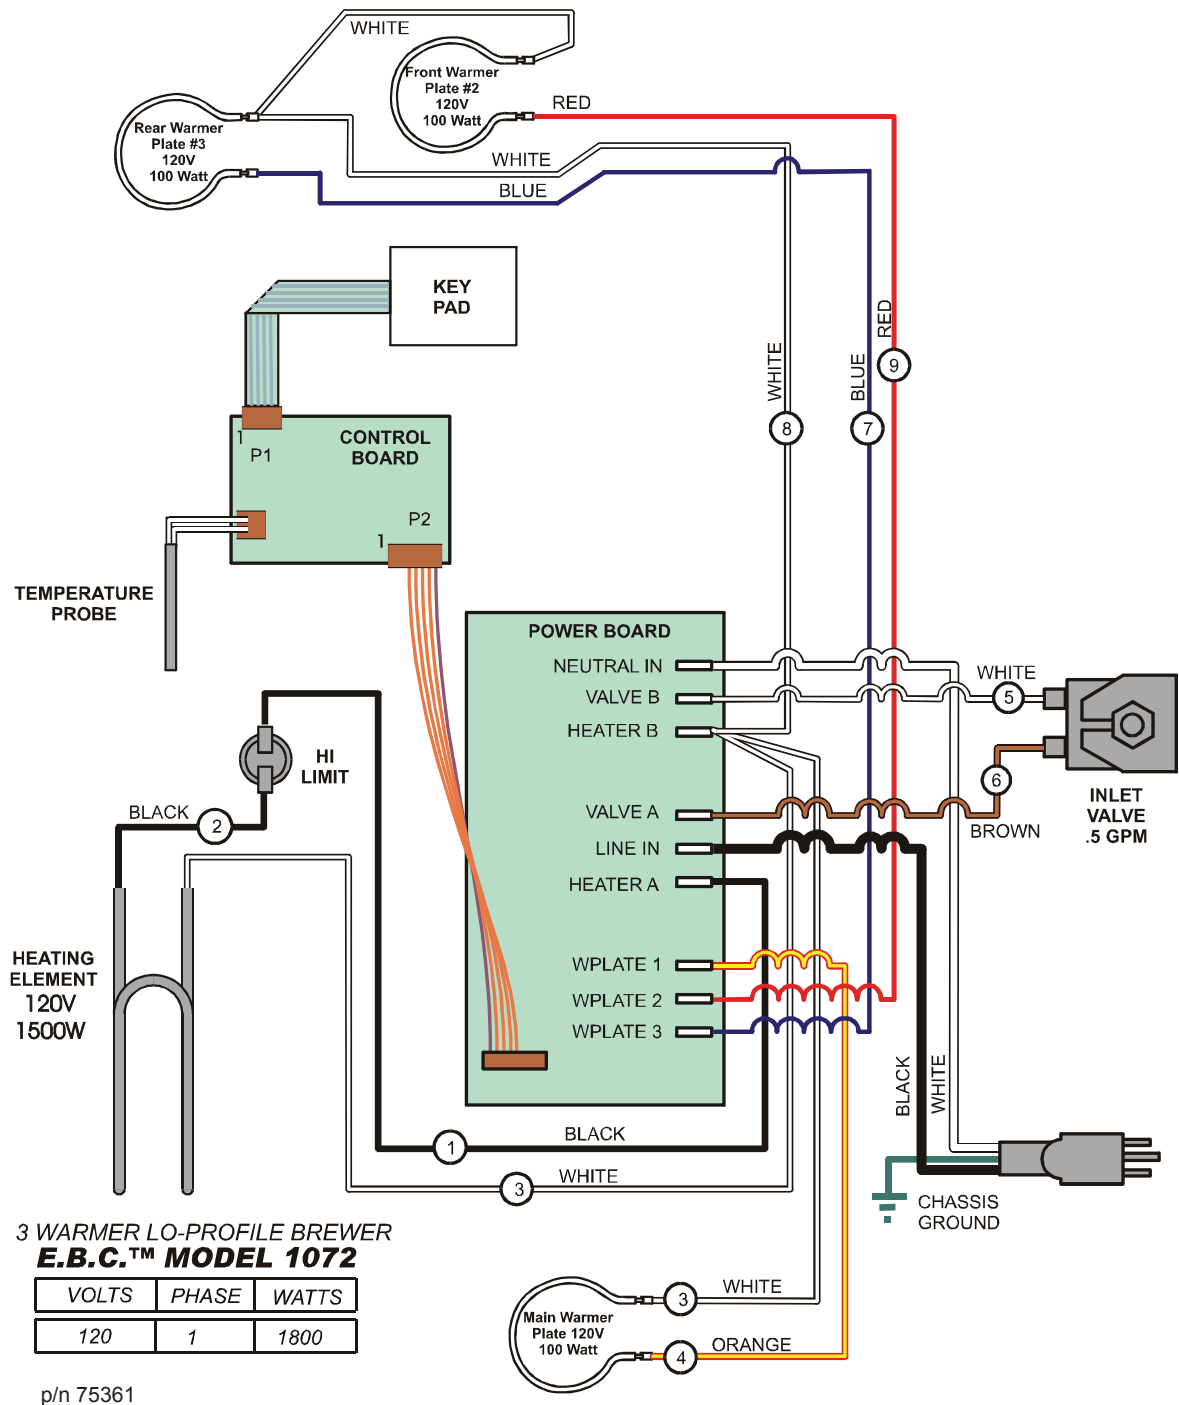 WHITE
Front Warmer
Plate #2
120V
100 Watt
RED
Rear Warmer
Plate #3
120V
100 Watt
WHITE
BLUE
KEY
PAD
RED
9
WHITE
BLUE
8
7
1
P1
CONTROL
BOARD
P2
1
TEMPERATURE
PROBE
POWER BOARD
NEUTRAL IN
VALVE B
HEATER B
VALVE A
LINE IN
HEATER A
WPLATE 1
WPLATE 2
WPLATE 3
WHITE
5
6
BROWN
INLET
VALVE
.5 GPM
HI
LIMIT
BLACK
2
HEATING
ELEMENT
120V
1500W
BLACK
WHITE
1
BLACK
3
WHITE
CHASSIS
GROUND
3 WARMER LO-PROFILE BREWER
E.B.C.™ MODEL 1072
VOLTS PHASE WATTS
120 1 1800
Main Warmer
Plate 120V
100 Watt
3
WHITE
4
ORANGE
p/n 75361